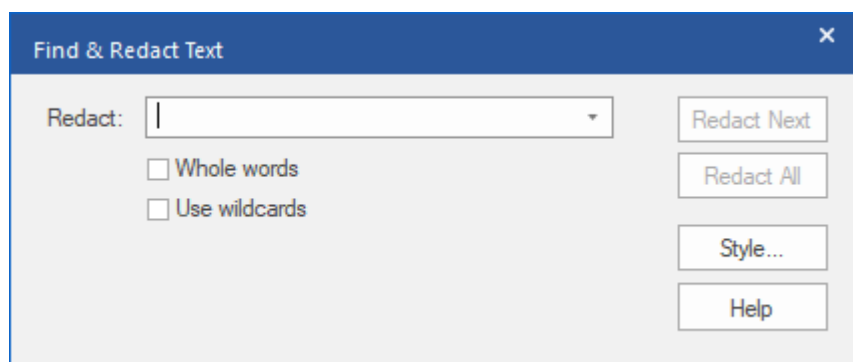 Find & Redact Text
Redact:
Redact Next
Whole words
Redact All
Use wildcards
Style...
Help